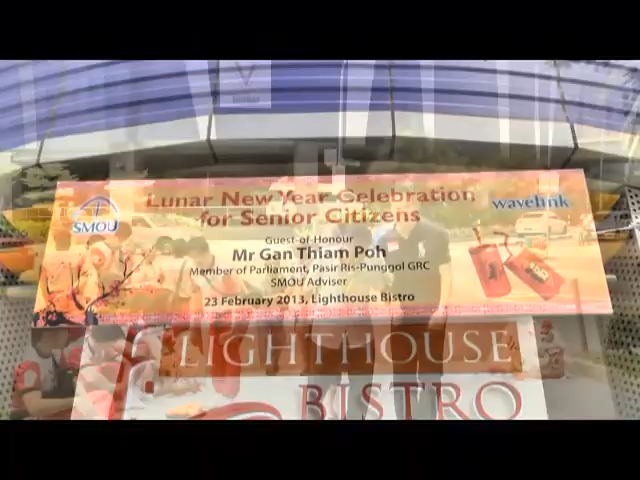 Lunar New Year Celebration
for Senior Citizens
SMOU
wavelink
Guest-of-Honour
Mr Gan Thiam Poh
Member of Parliament, Pasir Ris-Punggol GRC
SMOU Adviser
23 February 2013, Lighthouse Bistro
LIGHTHOUSE
BISTRO